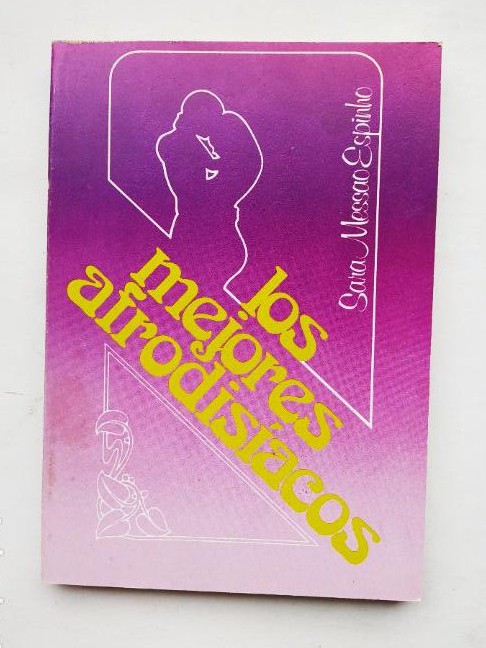 Sara Messao Espinho
los
mejores
afrodisíacos